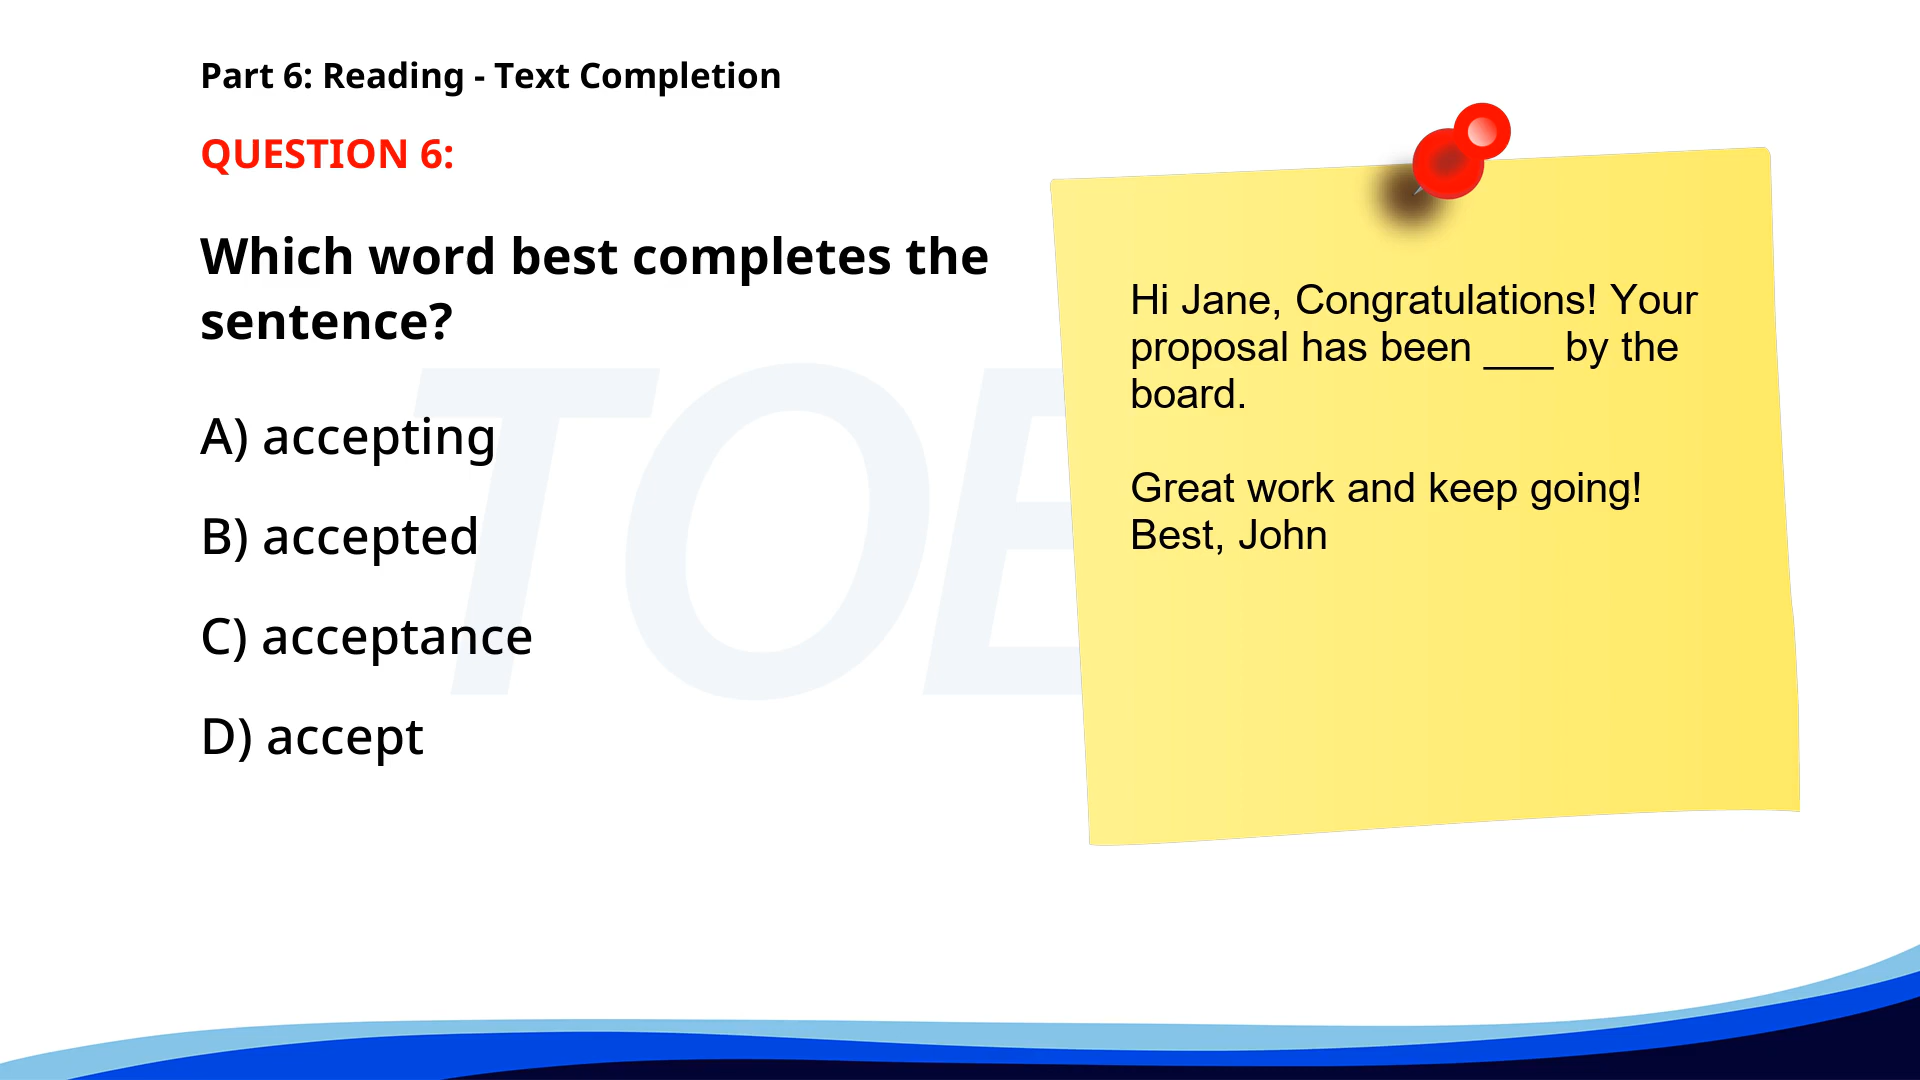 Part 6: Reading - Text Completion
QUESTION 6:
Which word best completes the
sentence?
A) accepting
B) accepted
C) acceptance
D) accept
Hi Jane, Congratulations! Your
proposal has been ___ by the
board.
Great work and keep going!
Best, John
TOE